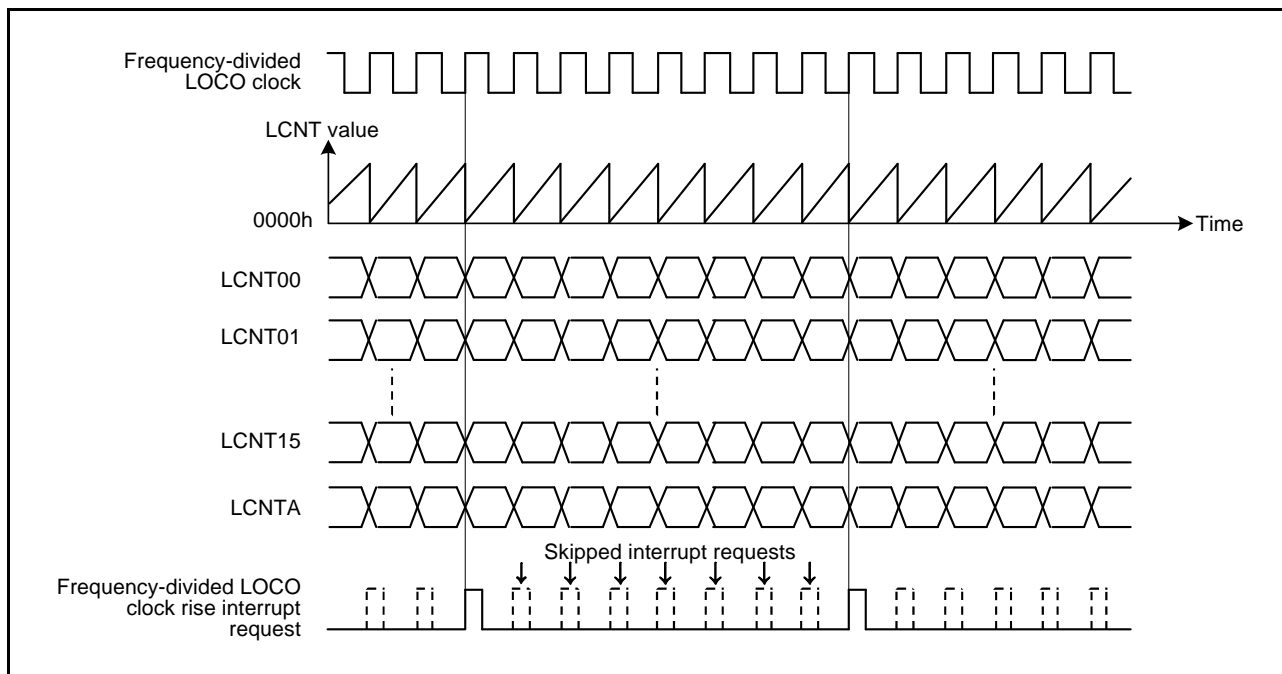 Frequency-divided
LOCO clock
LCNT value
0000h
Time
LCNT00
LCNT01
LCNT15
LCNTA
Skipped interrupt requests
Frequency-divided LOCO
clock rise interrupt
request